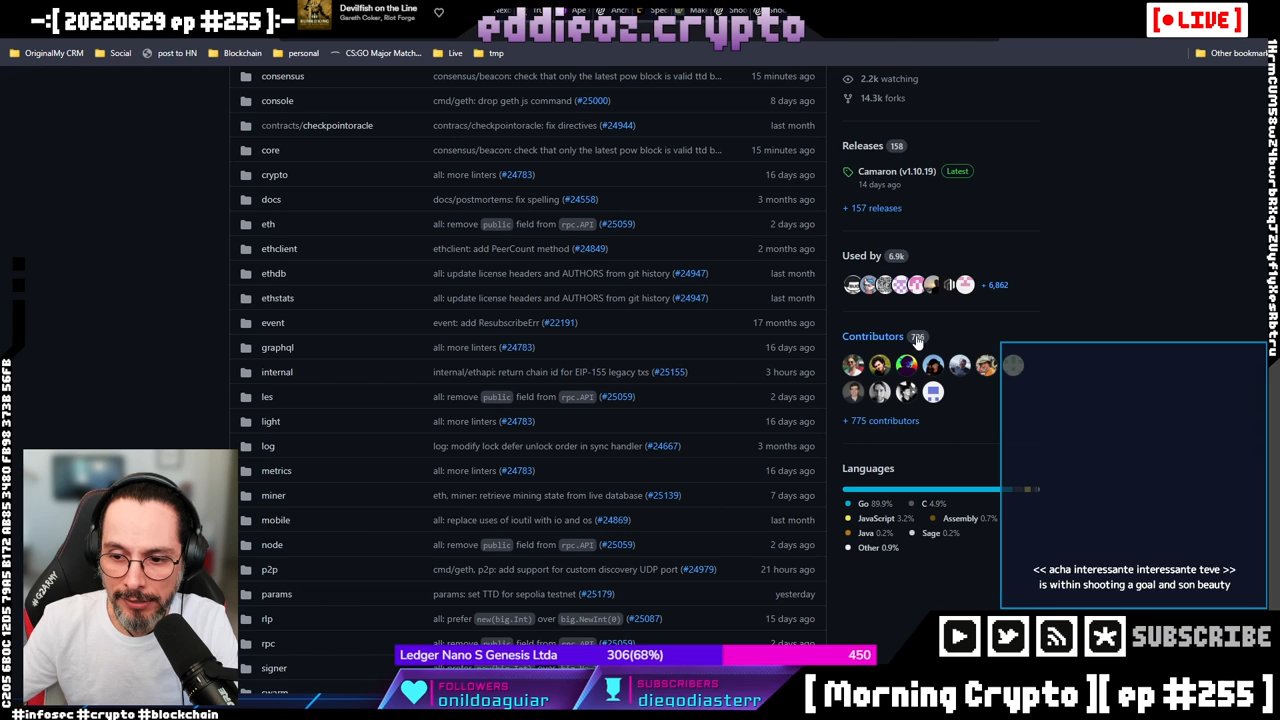 -:[ 20220629 ep #255 ]:-
Devilfish on the Line
Gareth Coker, Riot Forge
eddieoz.crypto
[ • LIVE ]
OriginalMy CRM
Social
post to HN
Blockchain
personal
CS:GO Major Match...
Live
tmp
Other bookmar
consensus consensus/beacon: check that only the latest pow block is valid ttd b... 15 minutes ago
console cmd/geth: drop geth js command (#25000) 8 days ago
contracts/checkpointoracle contracs/checkpointoracle: fix directives (#24944) last month
core consensus/beacon: check that only the latest pow block is valid ttd b... 15 minutes ago
crypto all: more linters (#24783) 16 days ago
docs docs/postmortems: fix spelling (#24558) 3 months ago
eth all: remove public field from rpc.API (#25059) 2 days ago
ethclient ethclient: add PeerCount method (#24849) 2 months ago
ethdb all: update license headers and AUTHORS from git history (#24947) last month
ethstats all: update license headers and AUTHORS from git history (#24947) last month
event event: add ResubscribeErr (#22191) 17 months ago
graphql all: more linters (#24783) 16 days ago
internal internal/ethapi: return chain id for EIP-155 legacy txs (#25155) 3 hours ago
les all: remove public field from rpc.API (#25059) 2 days ago
light all: more linters (#24783) 16 days ago
log log: modify lock defer unlock order in sync handler (#24667) 3 months ago
metrics all: more linters (#24783) 16 days ago
miner eth, miner: retrieve mining state from live database (#25139) 7 days ago
mobile all: replace uses of ioutil with io and os (#24869) last month
node all: remove public field from rpc.API (#25059) 2 days ago
p2p cmd/geth, p2p: add support for custom discovery UDP port (#24979) 21 hours ago
params params: set TTD for sepolia testnet (#25179) yesterday
rlp all: prefer new(big.Int) over big.NewInt(0) (#25087) 15 days ago
rpc all: remove public field from rpc.API (#25059) 2 days ago
signer
2.2k watching
14.3k forks
Releases 158
Camaron (v1.10.19) Latest
14 days ago
+ 157 releases
Used by 6.9k
+ 6,862
Contributors
+ 775 contributors
Languages
Go 89.9% C 4.9%
JavaScript 3.2% Assembly 0.7%
Java 0.2% Sage 0.2%
Other 0.9%
<< acha interessante interessante teve >>
is within shooting a goal and son beauty
SUBSCRIBE
Ledger Nano S Genesis Ltda 306(68%) 450
FOLLOWERS
onildoaguiar
SUBSCRIBERS
diegodiasterr
[ Morning Crypto ][ ep #255 ]
#infosec #crypto #blockchain
#G2ARMY